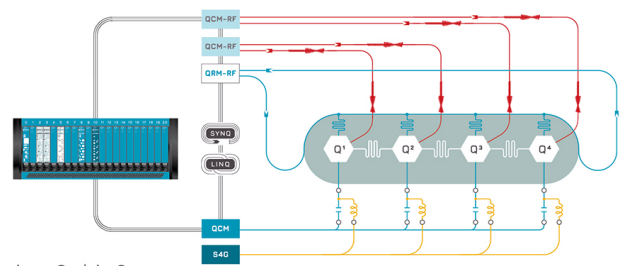 QCM-RF
QCM-RF
QRM-RF
SYNQ
LINQ
Q¹ Q² Q³ Q⁴
QCM
S4G